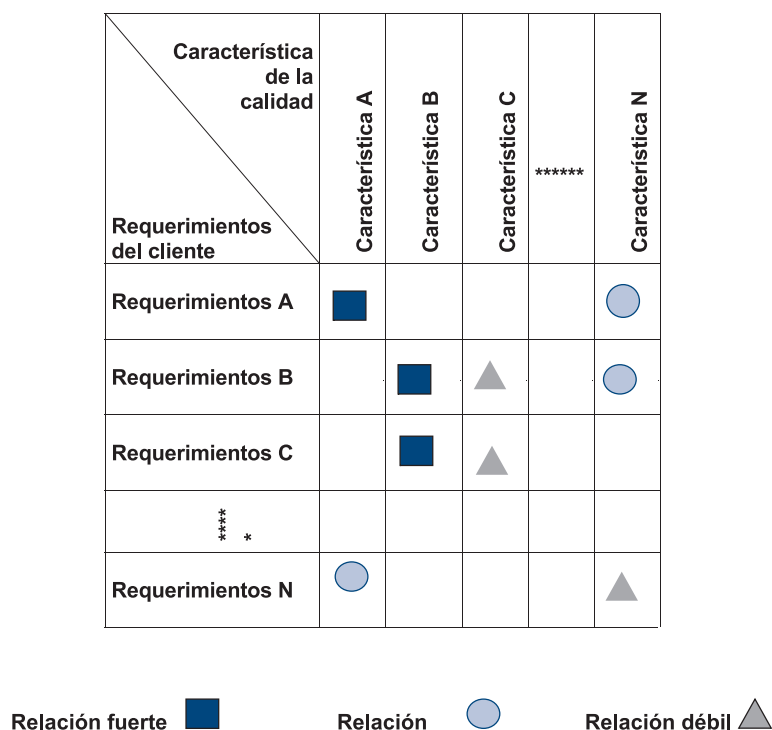 Característica
de la
calidad
Requerimientos
del cliente
Característica A
Característica B
Característica C
******
Característica N
Requerimientos A
Requerimientos B
Requerimientos C
****
*
Requerimientos N
Relación fuerte
Relación
Relación débil